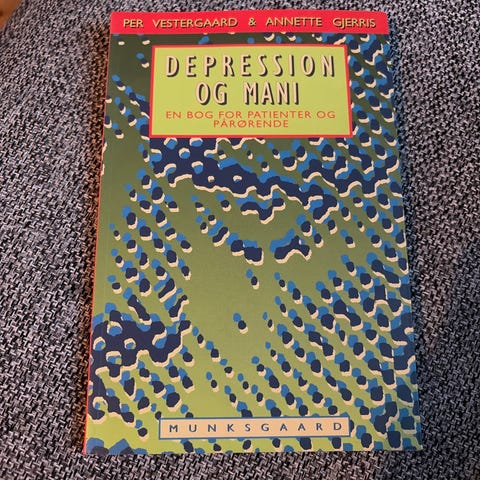 PER VESTERGAARD & ANNETTE GJERRIS
DEPRESSION
OG MANI
EN BOG FOR PATIENTER OG
PÅRØRENDE
MUNKSGAARD